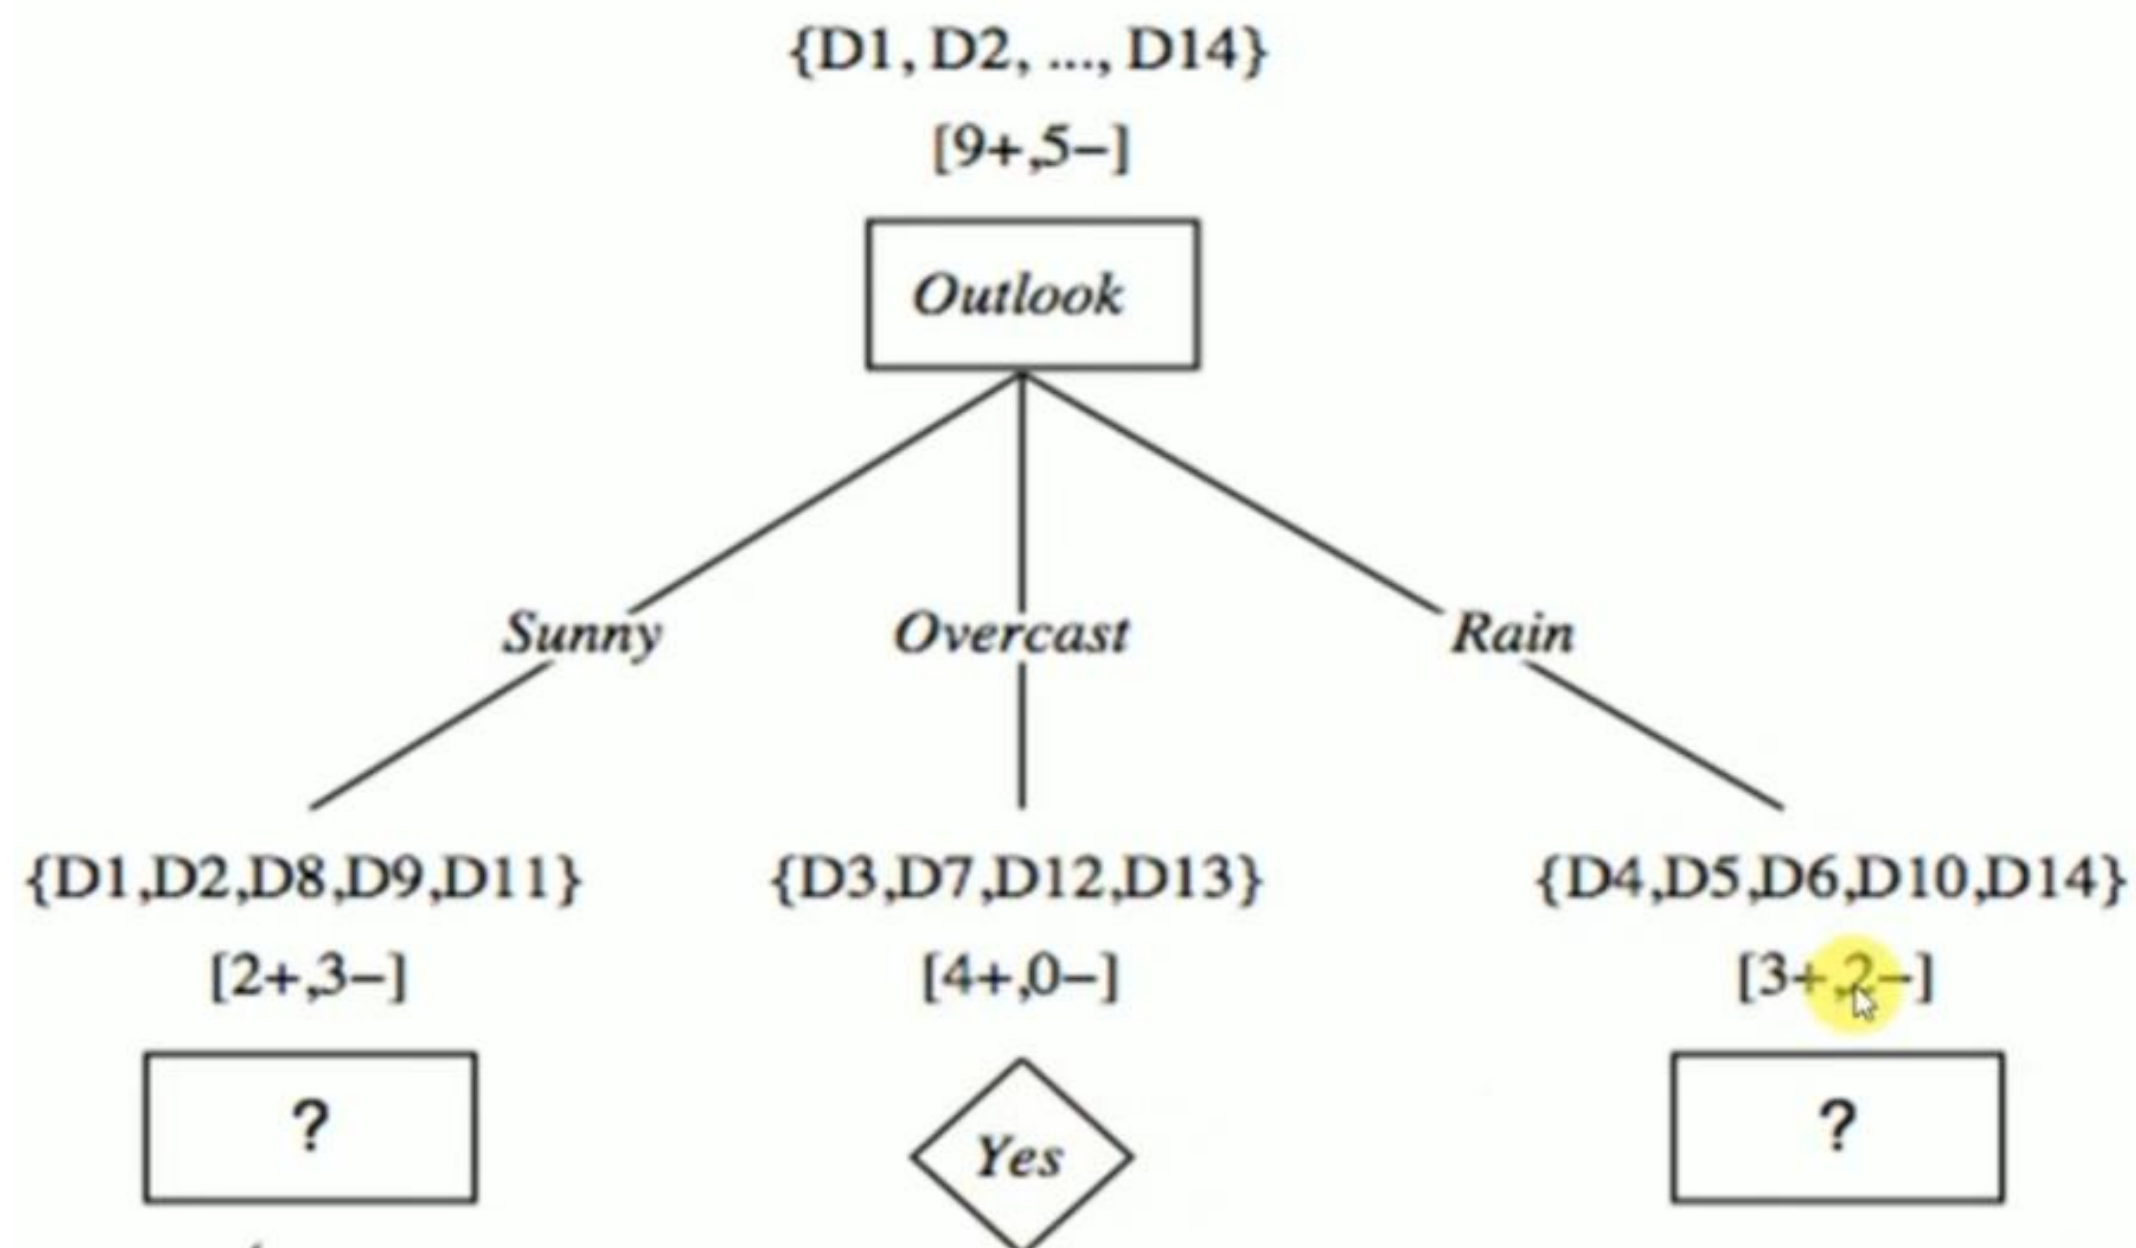 {D1, D2, ..., D14}
[9+,5−]
Outlook
Sunny
Overcast
Rain
{D1,D2,D8,D9,D11}
{D3,D7,D12,D13}
{D4,D5,D6,D10,D14}
[2+,3−]
[4+,0−]
[3+,2−]
?
Yes
?